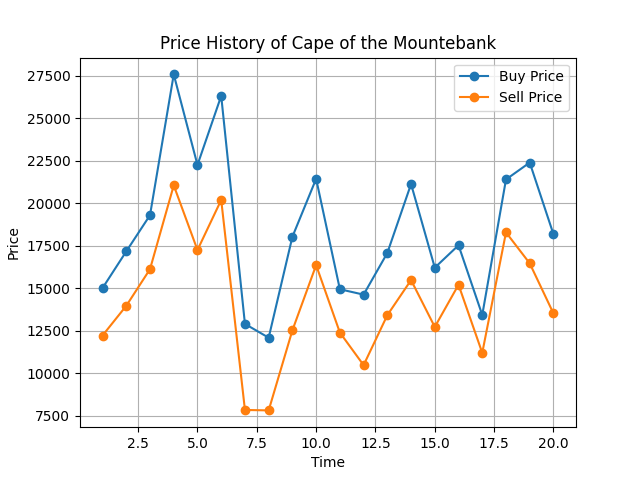 Price History of Cape of the Mountebank
Buy Price
Sell Price
27500
25000
22500
20000
17500
15000
12500
10000
7500
Price
2.5 5.0 7.5 10.0 12.5 15.0 17.5 20.0
Time